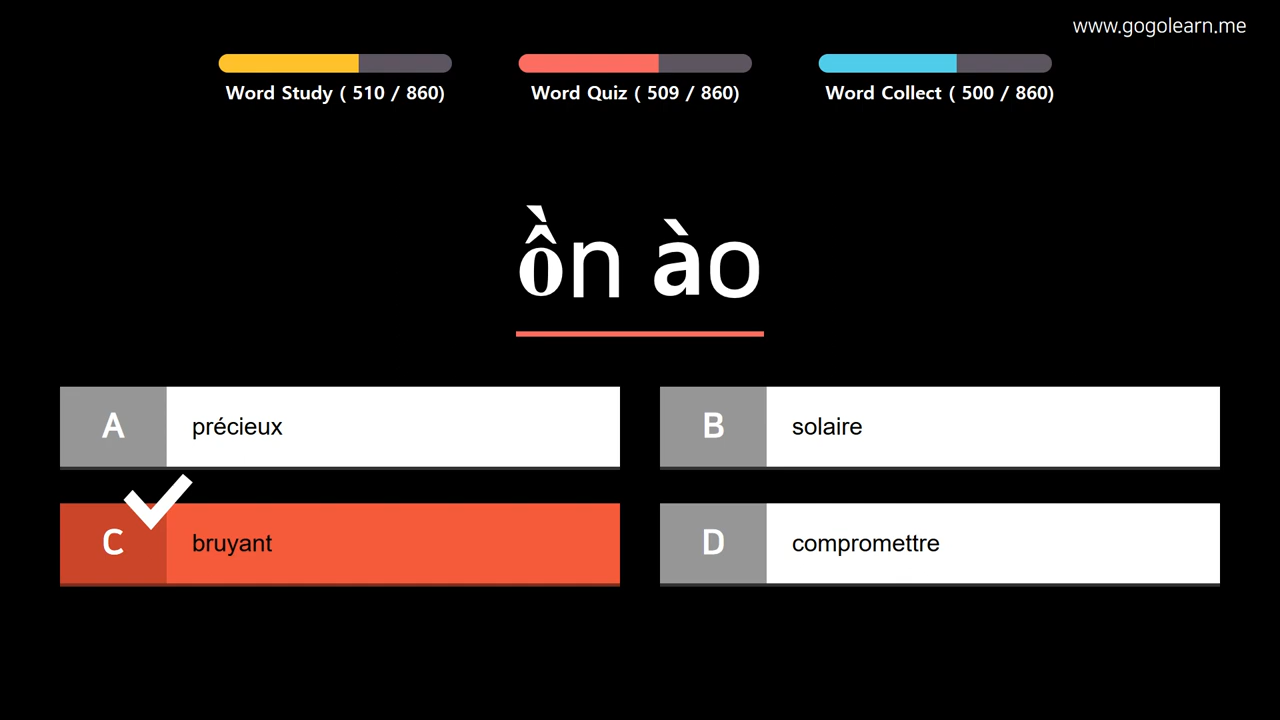 www.gogolearn.me
Word Study ( 510 / 860)
Word Quiz ( 509 / 860)
Word Collect ( 500 / 860)
ồn ào
A précieux
B solaire
C bruyant
D compromettre